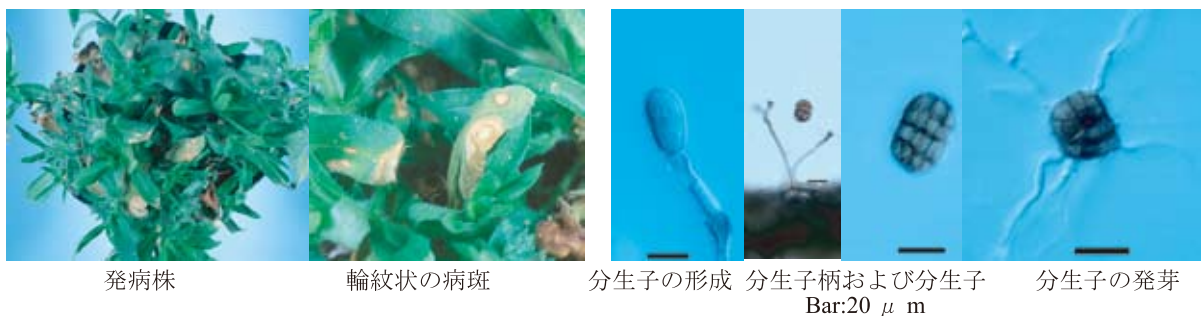 発病株
輪紋状の病斑
分生子の形成
分生子柄および分生子
分生子の発芽
Bar:20 μ m